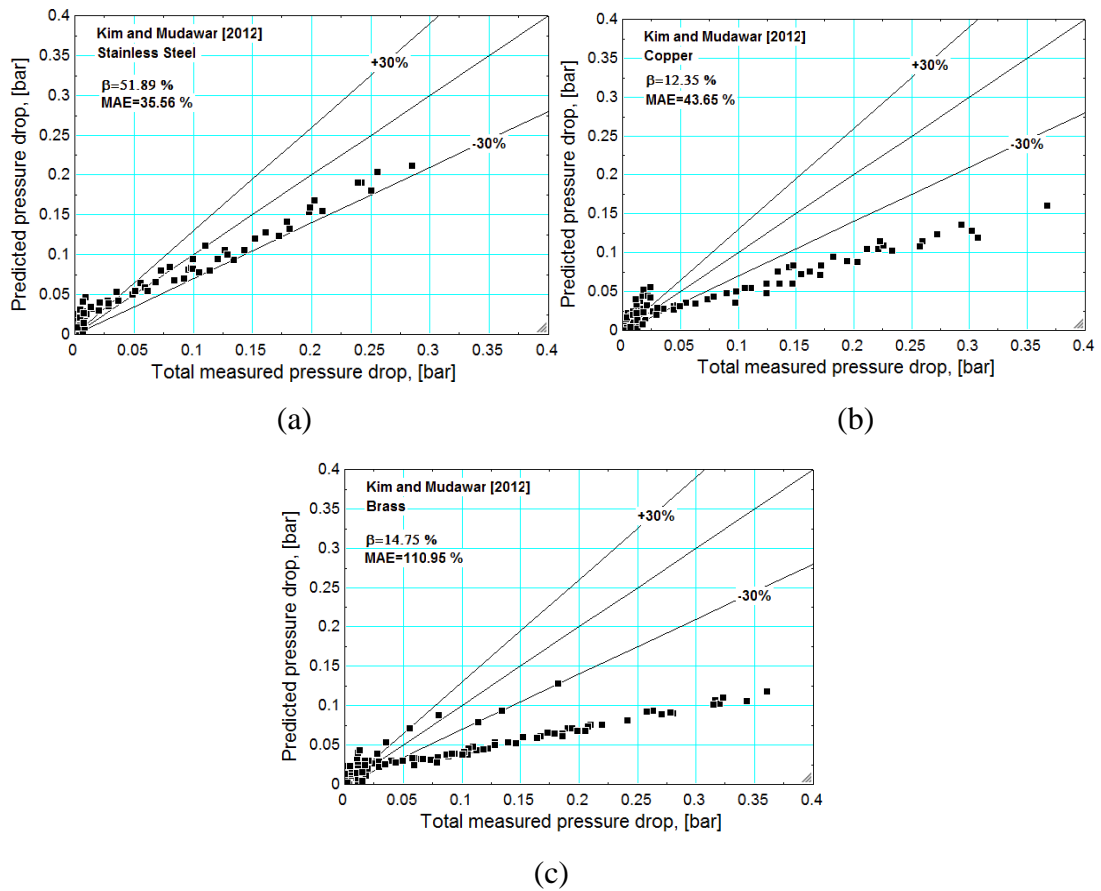 Kim and Mudawar [2012]
Stainless Steel
β=51.89 %
MAE=35.56 %
+30%
-30%
Predicted pressure drop, [bar]
0.4
0.35
0.3
0.25
0.2
0.15
0.1
0.05
0
0 0.05 0.1 0.15 0.2 0.25 0.3 0.35 0.4
Total measured pressure drop, [bar]
(a)
Kim and Mudawar [2012]
Copper
β=12.35 %
MAE=43.65 %
+30%
-30%
Predicted pressure drop, [bar]
0.4
0.35
0.3
0.25
0.2
0.15
0.1
0.05
0
0 0.05 0.1 0.15 0.2 0.25 0.3 0.35 0.4
Total measured pressure drop, [bar]
(b)
Kim and Mudawar [2012]
Brass
β=14.75 %
MAE=110.95 %
+30%
-30%
Predicted pressure drop, [bar]
0.4
0.35
0.3
0.25
0.2
0.15
0.1
0.05
0
0 0.05 0.1 0.15 0.2 0.25 0.3 0.35 0.4
Total measured pressure drop, [bar]
(c)